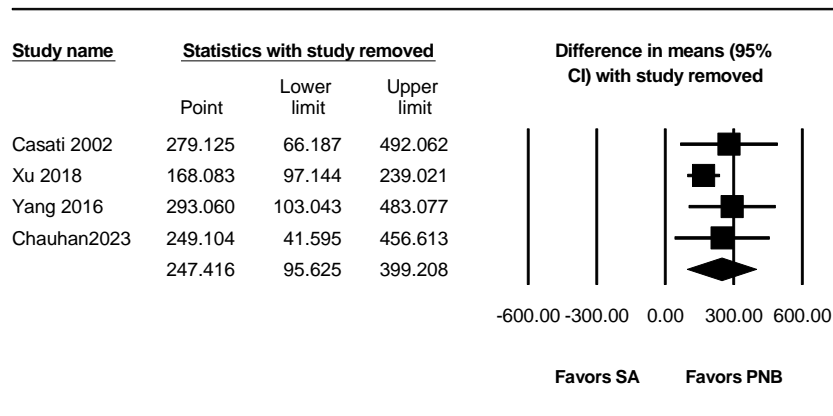 Study name Statistics with study removed Difference in means (95%
CI) with study removed
Lower Upper
Point limit limit
Casati 2002 279.125 66.187 492.062
Xu 2018 168.083 97.144 239.021
Yang 2016 293.060 103.043 483.077
Chauhan2023 249.104 41.595 456.613
247.416 95.625 399.208
-600.00 -300.00 0.00 300.00 600.00
Favors SA Favors PNB